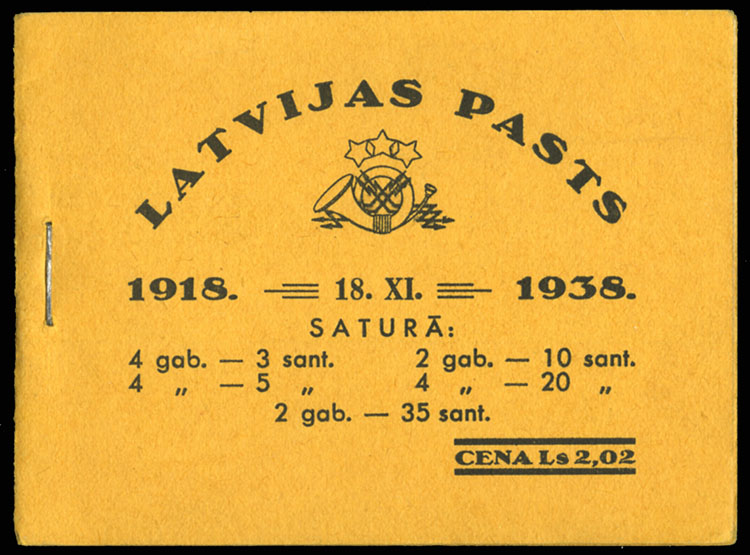 LATVIJAS PASTS
1918. 18. XI. 1938.
SATURĀ:
4 gab. — 3 sant. 2 gab. — 10 sant.
4 „ — 5 „ 4 „ — 20 „
2 gab. — 35 sant.
CENA Ls 2,02